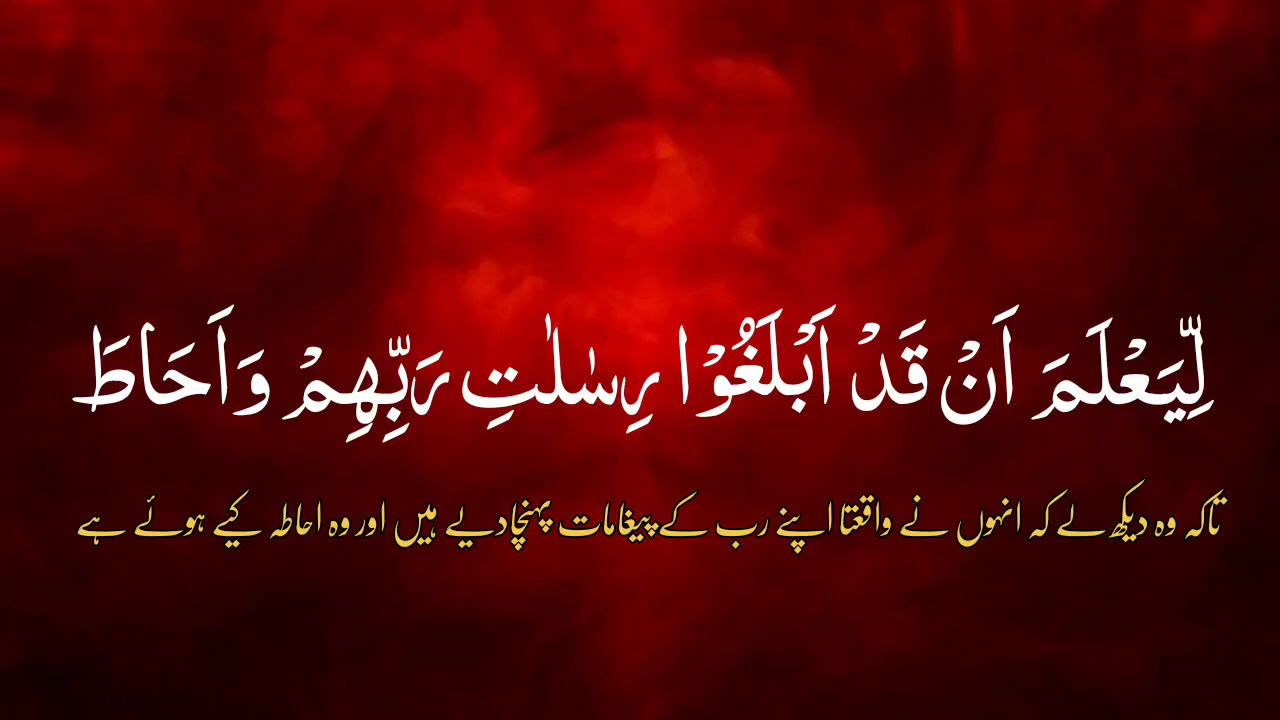 لِّيَعْلَمَ اَنْ قَدْ اَبْلَغُوْا رِسٰلٰتِ رَبِّهِمْ وَاَحَاطَ
تاکہ وہ دیکھ لے کہ انہوں نے واقعتا اپنے رب کے پیغامات پہنچا دیے ہیں اور وہ احاطہ کیے ہوئے ہے